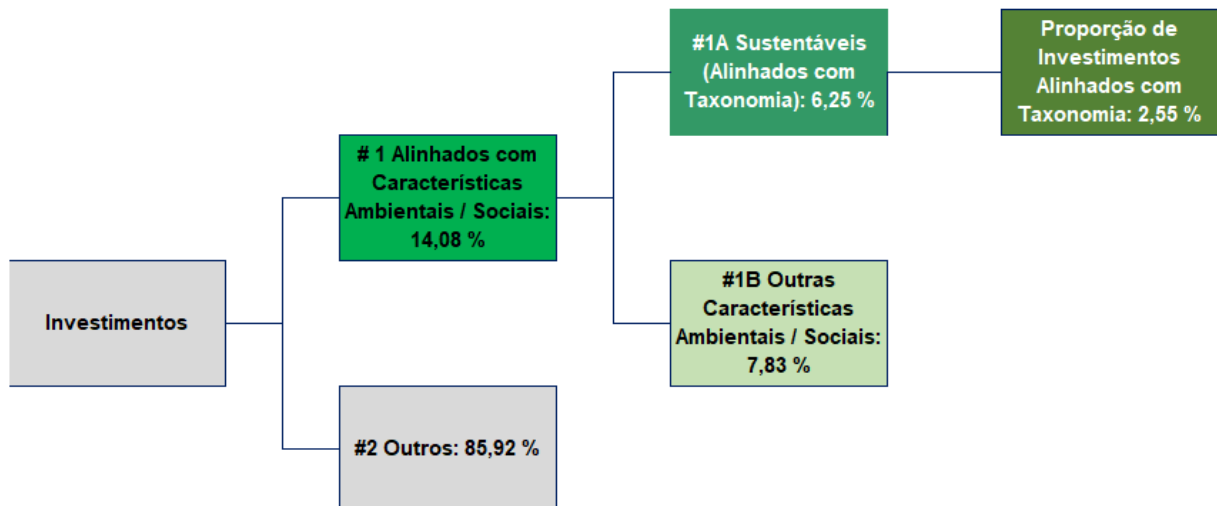 #1A Sustentáveis
(Alinhados com
Taxonomia): 6,25 %
Proporção de
Investimentos
Alinhados com
Taxonomia: 2,55 %
# 1 Alinhados com
Características
Ambientais / Sociais:
14,08 %
Investimentos
#1B Outras
Características
Ambientais / Sociais:
7,83 %
#2 Outros: 85,92 %